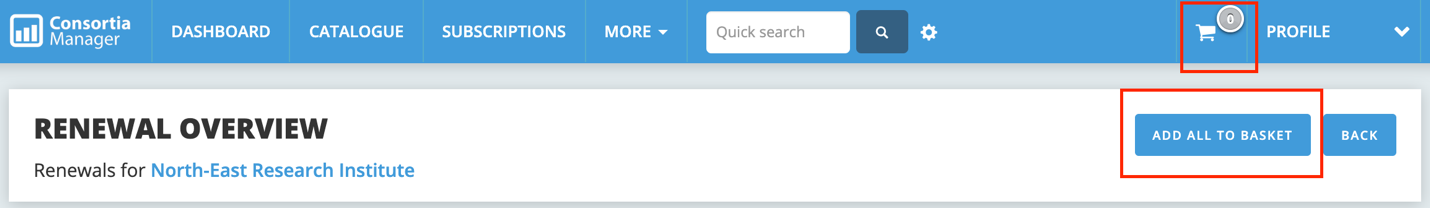 Consortia
Manager
DASHBOARD
CATALOGUE
SUBSCRIPTIONS
MORE
Quick search
0
PROFILE
RENEWAL OVERVIEW
ADD ALL TO BASKET
BACK
Renewals for North-East Research Institute